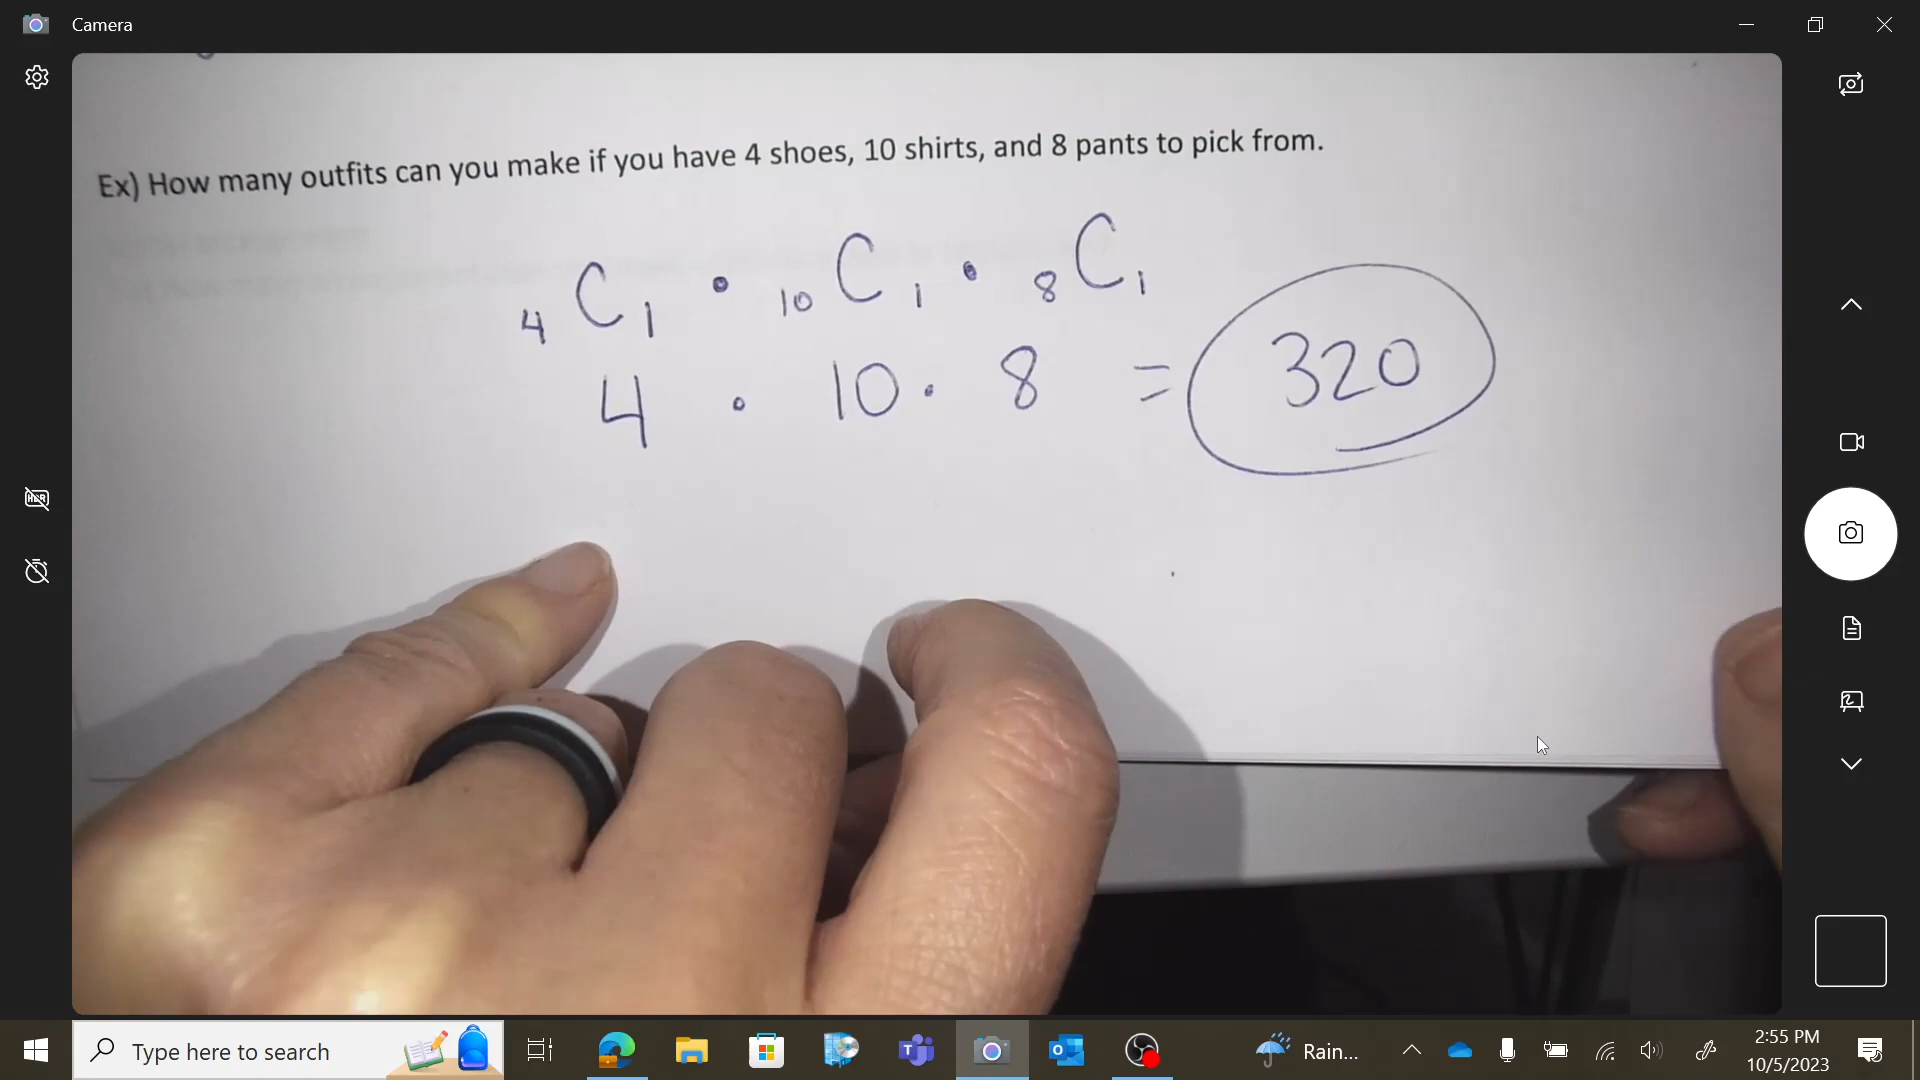 Camera
Ex) How many outfits can you make if you have 4 shoes, 10 shirts, and 8 pants to pick from.
4C1 • 10C1 • 8C1
4 • 10 • 8 = 320
Type here to search
Rain...
2:55 PM
10/5/2023